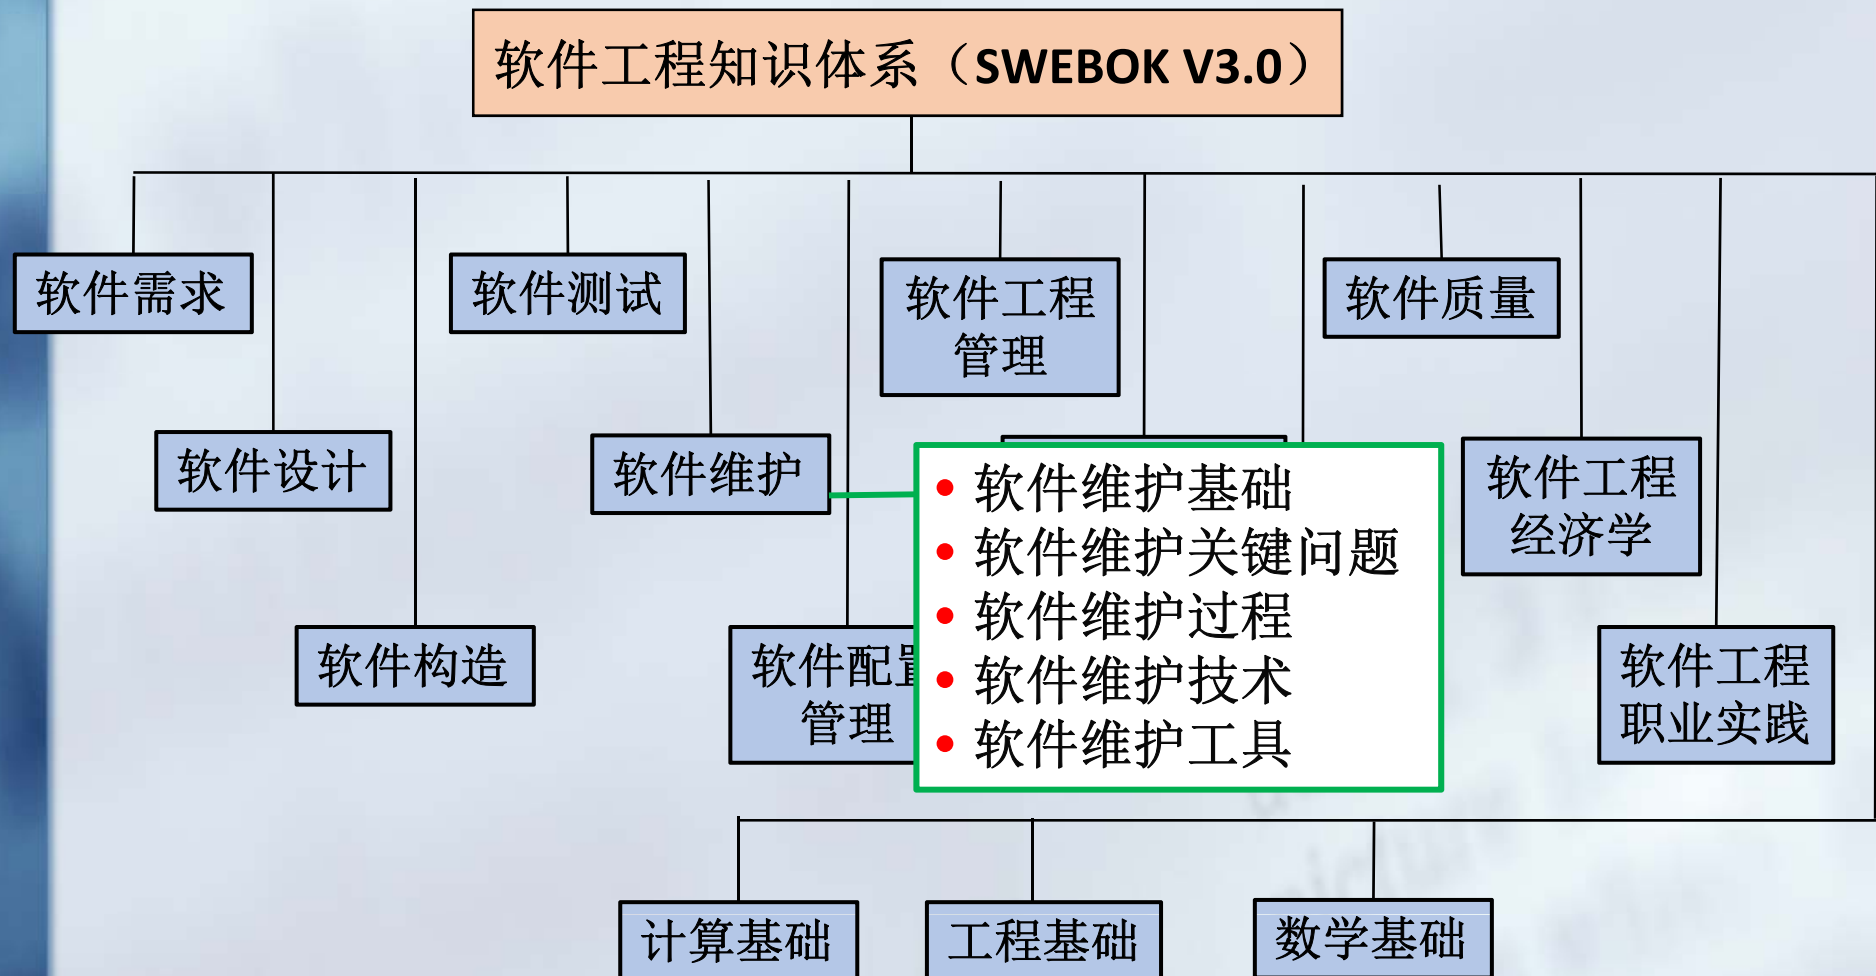 软件工程知识体系（SWEBOK V3.0）
软件需求
软件测试
软件工程
管理
软件质量
软件设计
软件维护
• 软件维护基础
• 软件维护关键问题
• 软件维护过程
• 软件维护技术
• 软件维护工具
软件工程
经济学
软件构造
软件配置
管理
软件工程
职业实践
计算基础
工程基础
数学基础